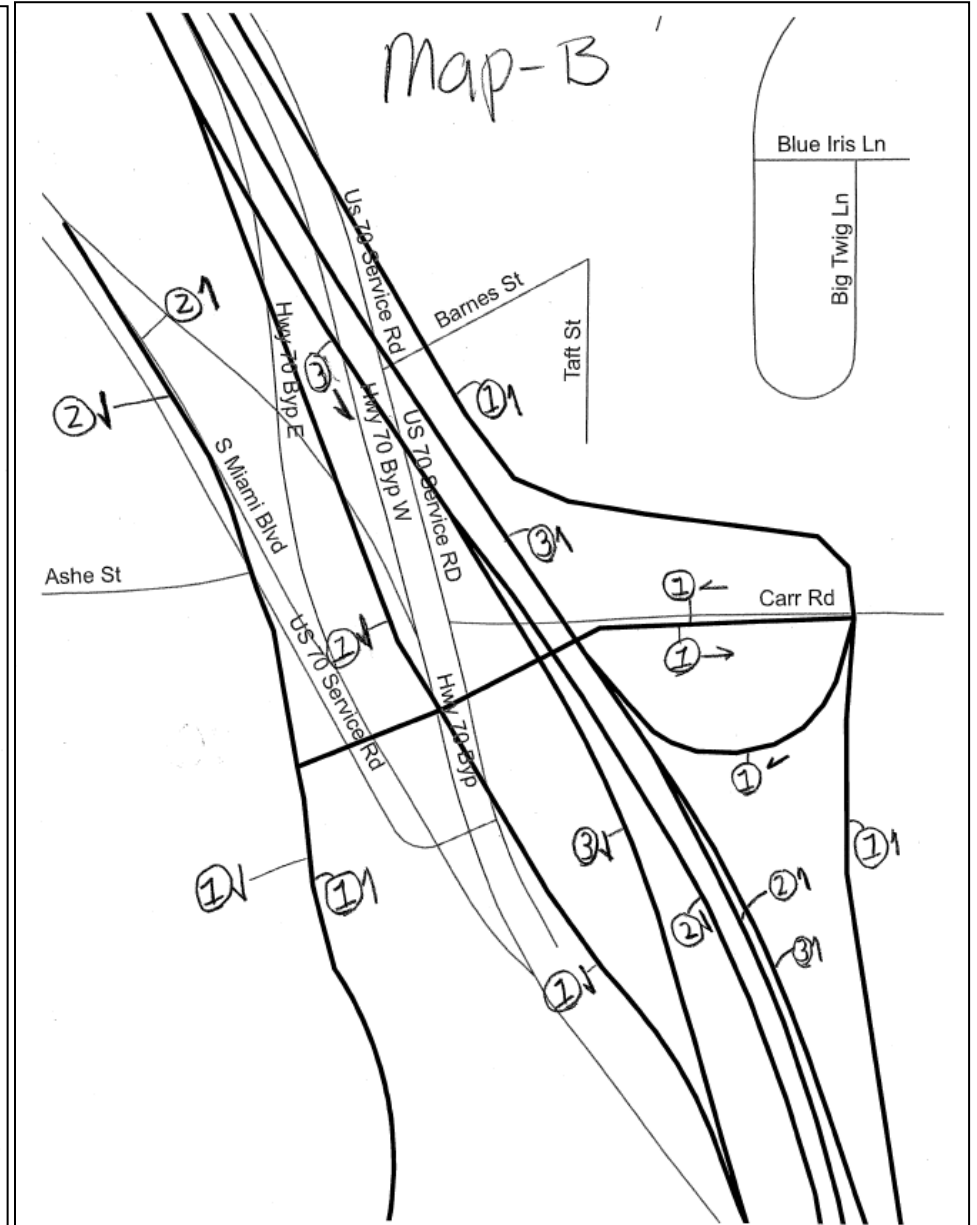 Map-B
Blue Iris Ln
Big Twig Ln
Us 70 Service Rd
Barnes St
Taft St
2
2
Hwy 70 Byp E
3
Hwy 70 Byp W
1
US 70 Service RD
S Miami Blvd
3
Ashe St
1
Carr Rd
US 70 Service Rd
1
1
Hwy 70 Byp
1
3
1
1
1
2
2
3
1